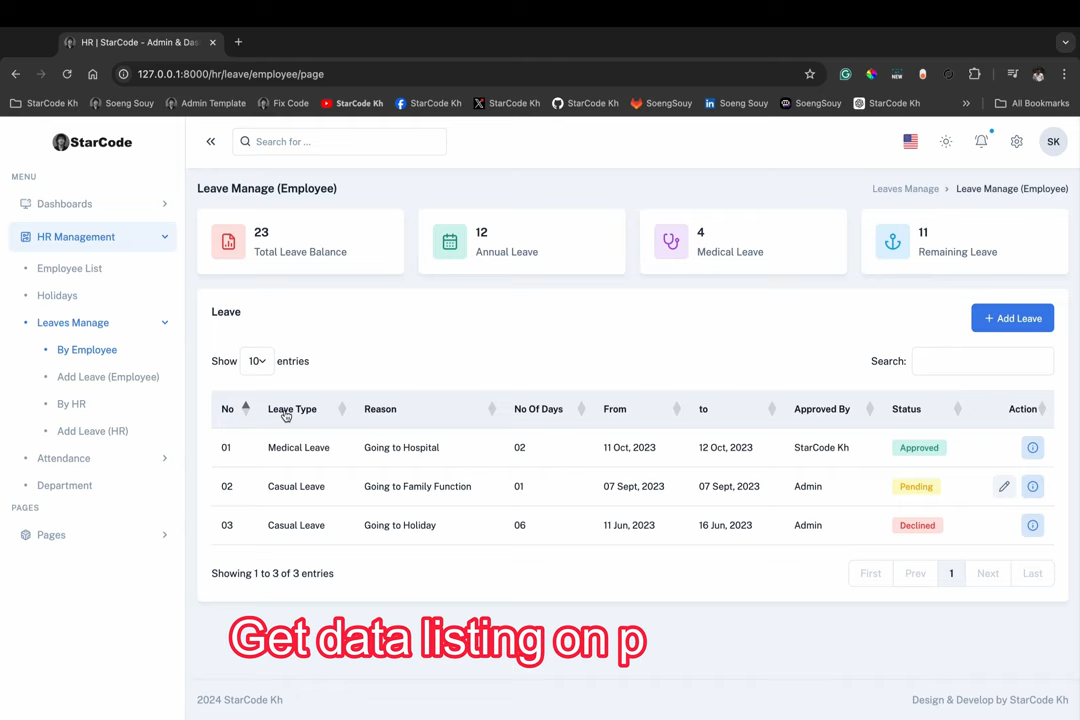 HR | StarCode - Admin & Das
127.0.0.1:8000/hr/leave/employee/page
NEW
StarCode Kh
Soeng Souy
Admin Template
Fix Code
StarCode Kh
StarCode Kh
StarCode Kh
StarCode Kh
SoengSouy
Soeng Souy
SoengSouy
StarCode Kh
All Bookmarks
StarCode
Search for ...
SK
MENU
Dashboards
HR Management
Employee List
Holidays
Leaves Manage
By Employee
Add Leave (Employee)
By HR
Add Leave (HR)
Attendance
Department
PAGES
Pages
Leave Manage (Employee)
Leaves Manage › Leave Manage (Employee)
23
Total Leave Balance
12
Annual Leave
4
Medical Leave
11
Remaining Leave
Leave
+ Add Leave
Show 10 entries
Search:
No Leave Type Reason No Of Days From to Approved By Status Action
01 Medical Leave Going to Hospital 02 11 Oct, 2023 12 Oct, 2023 StarCode Kh Approved
02 Casual Leave Going to Family Function 01 07 Sept, 2023 07 Sept, 2023 Admin Pending
03 Casual Leave Going to Holiday 06 11 Jun, 2023 16 Jun, 2023 Admin Declined
Showing 1 to 3 of 3 entries
First Prev 1 Next Last
Get data listing on p
2024 StarCode Kh
Design & Develop by StarCode Kh